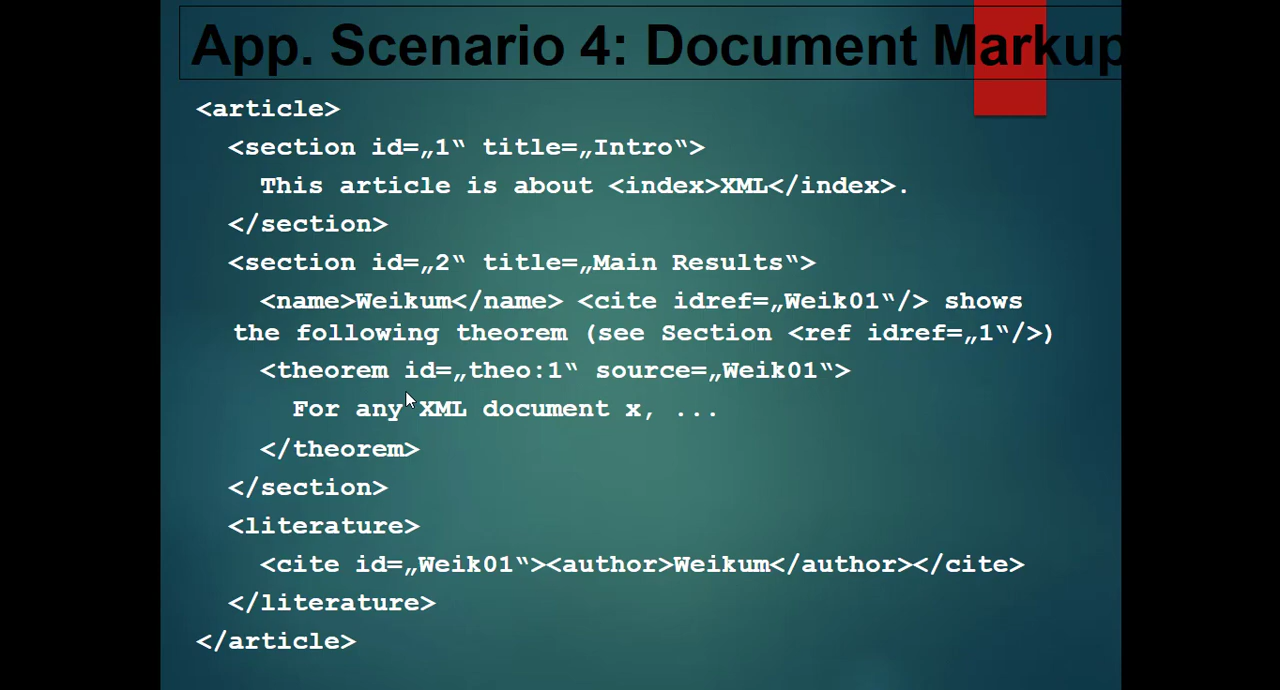 App. Scenario 4: Document Markup
<article>
<section id=„1“ title=„Intro“>
This article is about <index>XML</index>.
</section>
<section id=„2“ title=„Main Results“>
<name>Weikum</name> <cite idref=„Weik01“/> shows
the following theorem (see Section <ref idref=„1“/>)
<theorem id=„theo:1“ source=„Weik01“>
For any XML document x, ...
</theorem>
</section>
<literature>
<cite id=„Weik01“><author>Weikum</author></cite>
</literature>
</article>